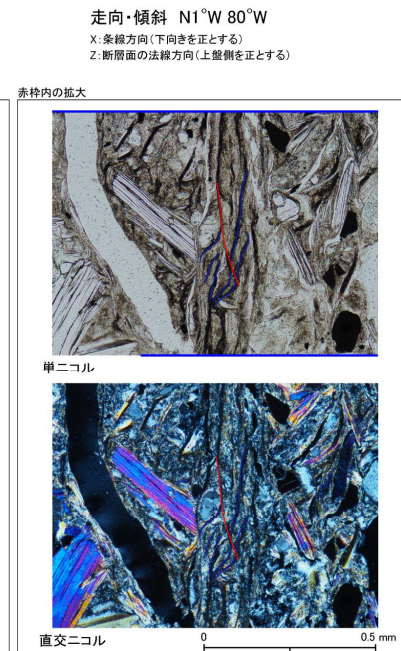 走向・傾斜 N1°W 80°W
X:条線方向(下向きを正とする)
Z:断層面の法線方向(上盤側を正とする)
赤枠内の拡大
単ニコル
直交ニコル
0 0.5 mm